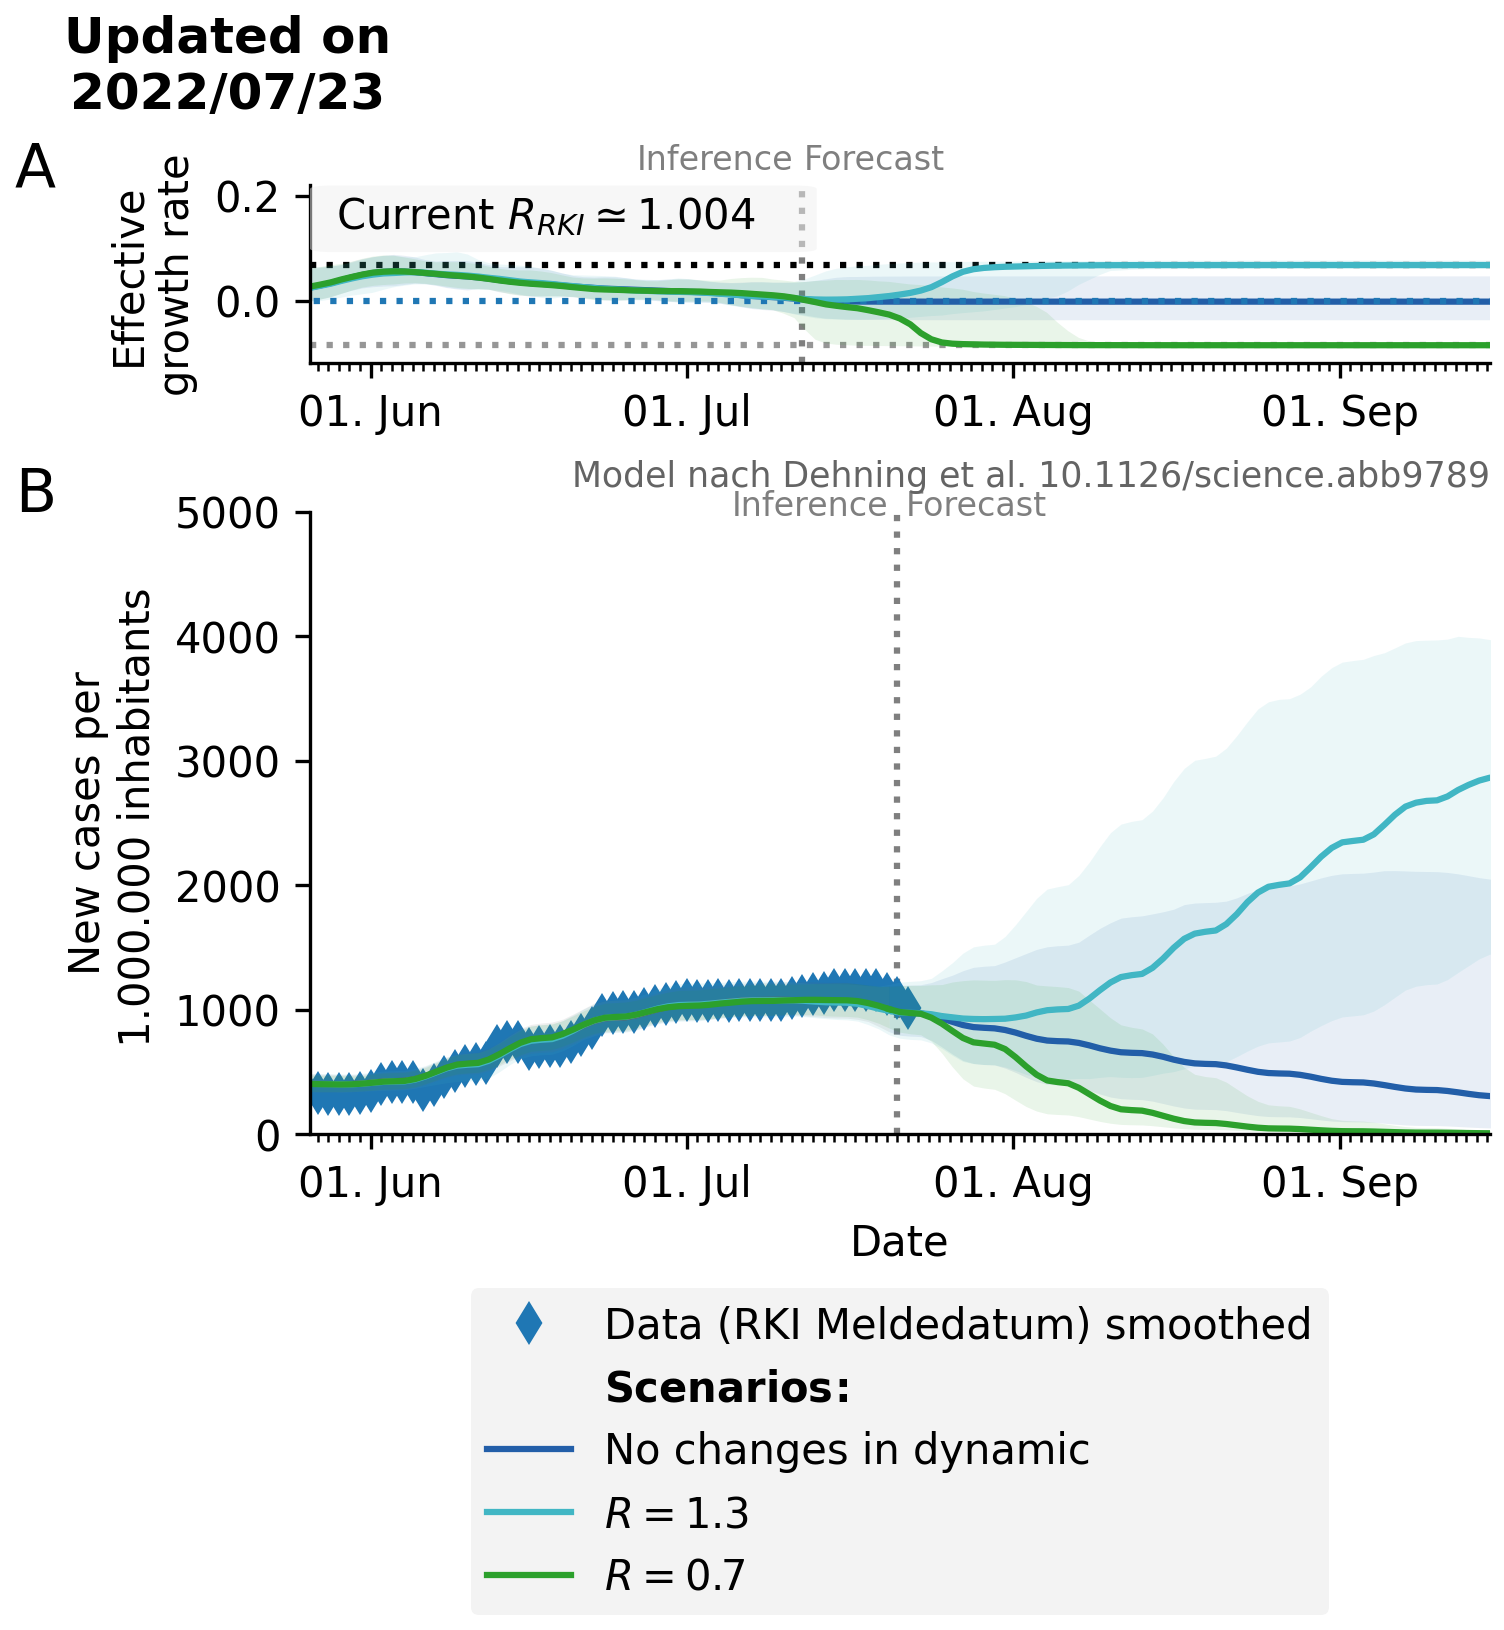 Updated on
2022/07/23
A
Inference Forecast
Effective
growth rate
0.2
0.0
Current R_RKI ≃ 1.004
01. Jun 01. Jul 01. Aug 01. Sep
B
Model nach Dehning et al. 10.1126/science.abb9789
Inference Forecast
New cases per
1.000.000 inhabitants
5000
4000
3000
2000
1000
0
01. Jun 01. Jul 01. Aug 01. Sep
Date
Data (RKI Meldedatum) smoothed
Scenarios:
No changes in dynamic
R = 1.3
R = 0.7